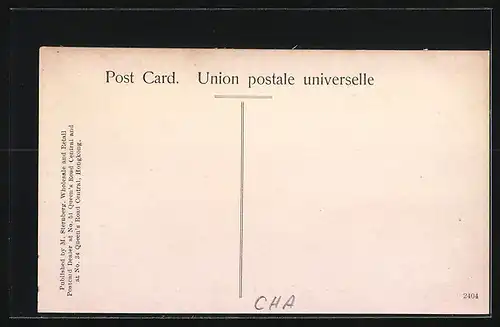 Post Card. Union postale universelle
Published by M. Sternberg, Wholesale and Retail
Postcard Dealer at No. 51 Queen's Road Central and
at No. 34 Queen's Road Central, Hongkong.
CHA
2404